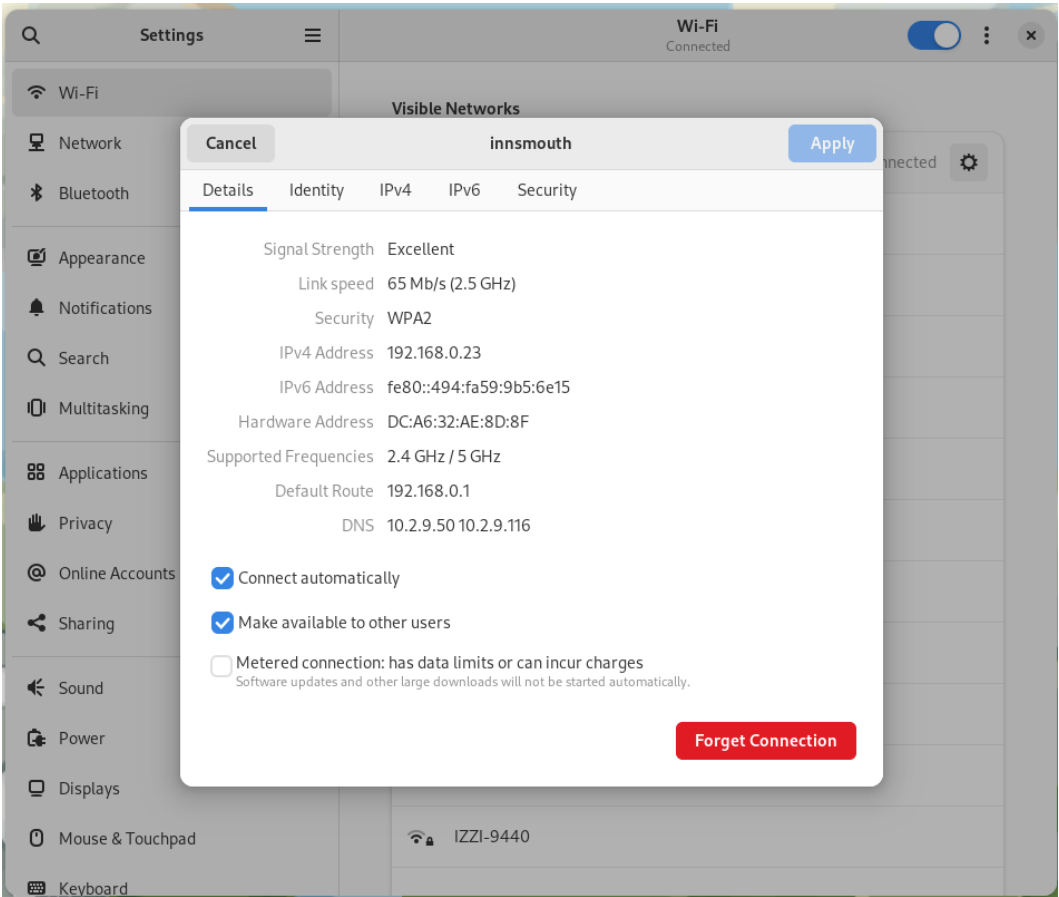 Settings
Wi-Fi
Connected
Wi-Fi
Network
Bluetooth
Appearance
Notifications
Search
Multitasking
Applications
Privacy
Online Accounts
Sharing
Sound
Power
Displays
Mouse & Touchpad
Keyboard
Visible Networks
Cancel
innsmouth
Apply
Details Identity IPv4 IPv6 Security
Signal Strength Excellent
Link speed 65 Mb/s (2.5 GHz)
Security WPA2
IPv4 Address 192.168.0.23
IPv6 Address fe80::494:fa59:9b5:6e15
Hardware Address DC:A6:32:AE:8D:8F
Supported Frequencies 2.4 GHz / 5 GHz
Default Route 192.168.0.1
DNS 10.2.9.50 10.2.9.116
Connect automatically
Make available to other users
Metered connection: has data limits or can incur charges
Software updates and other large downloads will not be started automatically.
Forget Connection
IZZI-9440